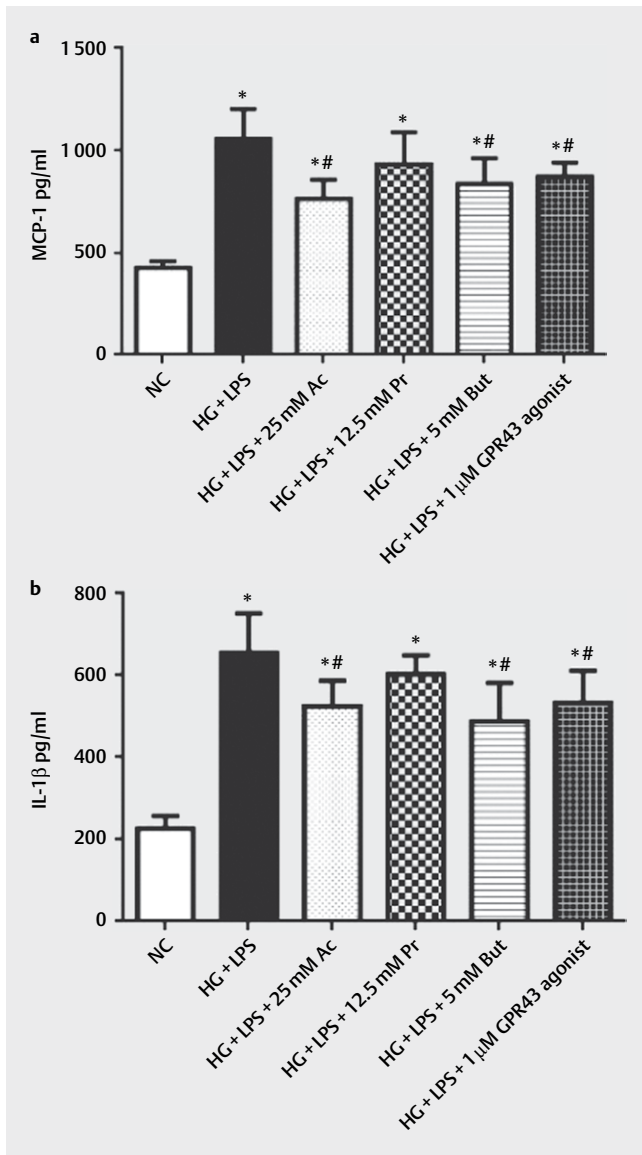 a
1 500
1 000
500
0
MCP-1 pg/ml
*
*#
*
*#
*#
NC
HG + LPS
HG + LPS + 25 mM Ac
HG + LPS + 12.5 mM Pr
HG + LPS + 5 mM But
HG + LPS + 1 μM GPR43 agonist
b
800
600
400
200
0
IL-1β pg/ml
*
*#
*
*#
*#
NC
HG + LPS
HG + LPS + 25 mM Ac
HG + LPS + 12.5 mM Pr
HG + LPS + 5 mM But
HG + LPS + 1 μM GPR43 agonist